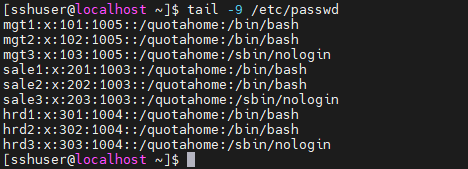 [sshuser@localhost ~]$ tail -9 /etc/passwd
mgt1:x:101:1005::/quotahome:/bin/bash
mgt2:x:102:1005::/quotahome:/bin/bash
mgt3:x:103:1005::/quotahome:/sbin/nologin
sale1:x:201:1003::/quotahome:/bin/bash
sale2:x:202:1003::/quotahome:/bin/bash
sale3:x:203:1003::/quotahome:/sbin/nologin
hrd1:x:301:1004::/quotahome:/bin/bash
hrd2:x:302:1004::/quotahome:/bin/bash
hrd3:x:303:1004::/quotahome:/sbin/nologin
[sshuser@localhost ~]$